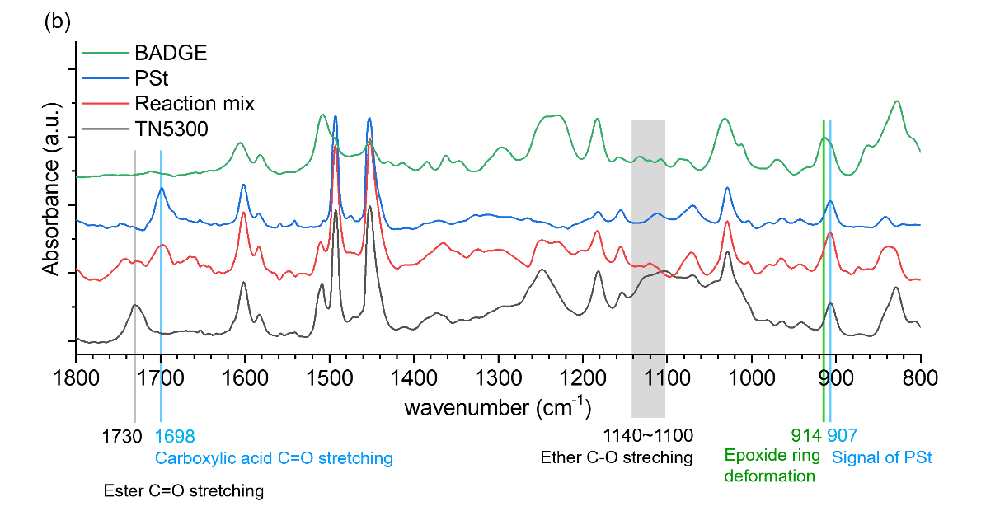 (b)
BADGE
PSt
Reaction mix
TN5300
Absorbance (a.u.)
1800 1700 1600 1500 1400 1300 1200 1100 1000 900 800
wavenumber (cm⁻¹)
1730 1698 1140~1100 914 907
Carboxylic acid C=O stretching Ether C-O streching Epoxide ring Signal of PSt
deformation
Ester C=O stretching